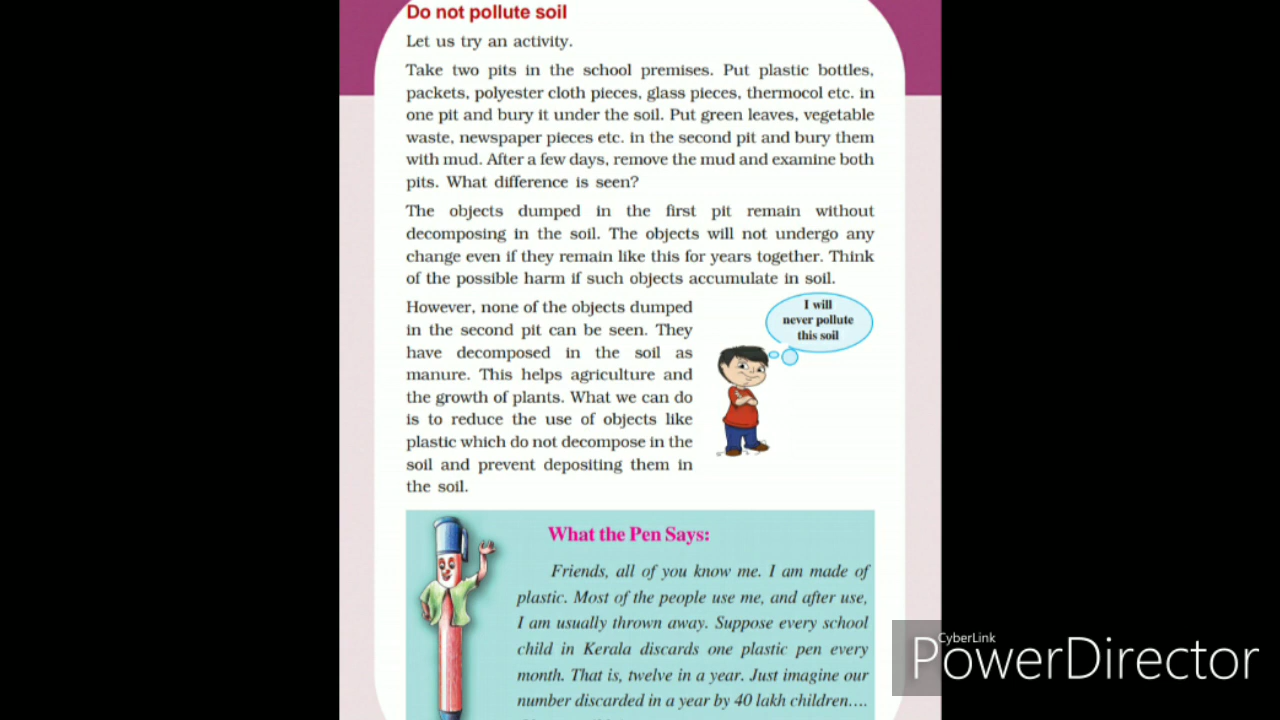 Do not pollute soil
Let us try an activity.
Take two pits in the school premises. Put plastic bottles,
packets, polyester cloth pieces, glass pieces, thermocol etc. in
one pit and bury it under the soil. Put green leaves, vegetable
waste, newspaper pieces etc. in the second pit and bury them
with mud. After a few days, remove the mud and examine both
pits. What difference is seen?
The objects dumped in the first pit remain without
decomposing in the soil. The objects will not undergo any
change even if they remain like this for years together. Think
of the possible harm if such objects accumulate in soil.
However, none of the objects dumped
in the second pit can be seen. They
have decomposed in the soil as
manure. This helps agriculture and
the growth of plants. What we can do
is to reduce the use of objects like
plastic which do not decompose in the
soil and prevent depositing them in
the soil.
I will
never pollute
this soil
What the Pen Says:
Friends, all of you know me. I am made of
plastic. Most of the people use me, and after use,
I am usually thrown away. Suppose every school
child in Kerala discards one plastic pen every
month. That is, twelve in a year. Just imagine our
number discarded in a year by 40 lakh children....
CyberLink
PowerDirector